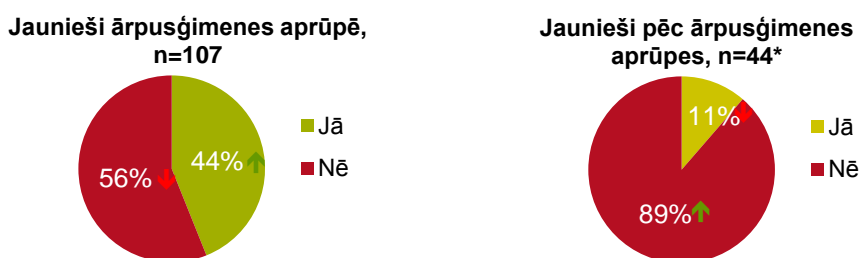 Jaunieši ārpusģimenes aprūpē,
n=107
44%
56%
Jā
Nē
Jaunieši pēc ārpusģimenes
aprūpes, n=44*
11%
89%
Jā
Nē